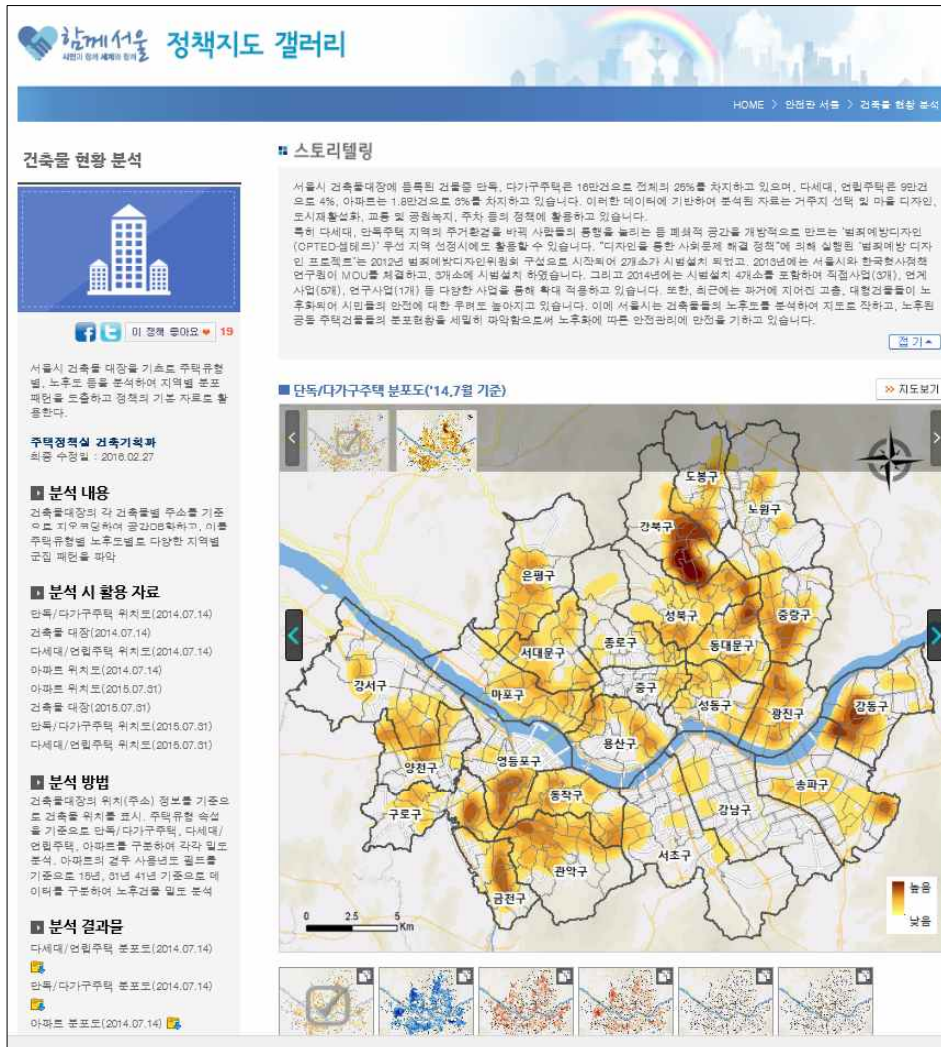 함께서울 정책지도 갤러리
시민과 함께 세계와 함께
HOME > 안전한 서울 > 건축물 현황 분석
건축물 현황 분석
이 정책 좋아요 19
서울시 건축물 대장을 기초로 주택유형
별, 노후도 등을 분석하여 지역별 분포
패턴을 도출하고 정책의 기본 자료로 활
용한다.
주택정책실 건축기획과
최종 수정일 : 2016.02.27
분석 내용
건축물대장의 각 건축물별 주소를 기준
으로 지오코딩하여 공간DB화하고, 이를
주택유형별 노후도별로 다양한 지역별
군집 패턴을 파악
분석 시 활용 자료
단독/다가구주택 위치도(2014.07.14)
건축물 대장(2014.07.14)
다세대/연립주택 위치도(2014.07.14)
아파트 위치도(2014.07.14)
아파트 위치도(2015.07.31)
건축물 대장(2015.07.31)
단독/다가구주택 위치도(2015.07.31)
다세대/연립주택 위치도(2015.07.31)
분석 방법
건축물대장의 위치(주소) 정보를 기준으
로 건축물 위치를 표시. 주택유형 속성
을 기준으로 단독/다가구주택, 다세대/
연립주택, 아파트를 구분하여 각각 밀도
분석. 아파트의 경우 사용년도 필드를
기준으로 15년, 31년 41년 기준으로 데
이터를 구분하여 노후건물 밀도 분석
분석 결과물
다세대/연립주택 분포도(2014.07.14)
단독/다가구주택 분포도(2014.07.14)
아파트 분포도(2014.07.14)
스토리텔링
서울시 건축물대장에 등록된 건물중 단독, 다가구주택은 16만건으로 전체의 25%를 차지하고 있으며, 다세대, 연립주택은 9만건
으로 4%, 아파트는 1.8만건으로 3%를 차지하고 있습니다. 이러한 데이터에 기반하여 분석된 자료는 거주지 선택 및 마을 디자인,
도시재활성화, 교통 및 공원녹지, 주차 등의 정책에 활용하고 있습니다.
특히 다세대, 단독주택 지역의 주거환경을 바꿔 사람들의 통행을 늘리는 등 폐쇄적 공간을 개방적으로 만드는 '범죄예방디자인
(CPTED-셉테드)' 우선 지역 선정시에도 활용할 수 있습니다. "디자인을 통한 사회문제 해결 정책"에 의해 실행된 '범죄예방 디자
인 프로젝트'는 2012년 범죄예방디자인위원회 구성으로 시작되어 2개소가 시범설치 되었고, 2013년에는 서울시와 한국형사정책
연구원이 MOU를 체결하고, 3개소에 시범설치 하였습니다. 그리고 2014년에는 시범설치 4개소를 포함하여 직접사업(3개), 연계
사업(5개), 연구사업(1개) 등 다양한 사업을 통해 확대 적용하고 있습니다. 또한, 최근에는 과거에 지어진 고층, 대형건물들이 노
후화되어 시민들의 안전에 대한 우려도 높아지고 있습니다. 이에 서울시는 건축물들의 노후도를 분석하여 지도로 작하고, 노후된
공동 주택건물들의 분포현황을 세밀히 파악함으로써 노후화에 따른 안전관리에 만전을 기하고 있습니다.
접 기
단독/다가구주택 분포도('14.7월 기준)
지도보기
도봉구
노원구
강북구
은평구
성북구
중랑구
종로구
동대문구
서대문구
중구
강서구
마포구
성동구
광진구
강동구
용산구
양천구
영등포구
송파구
동작구
구로구
강남구
서초구
관악구
금천구
높음
낮음
0 2.5 5
Km